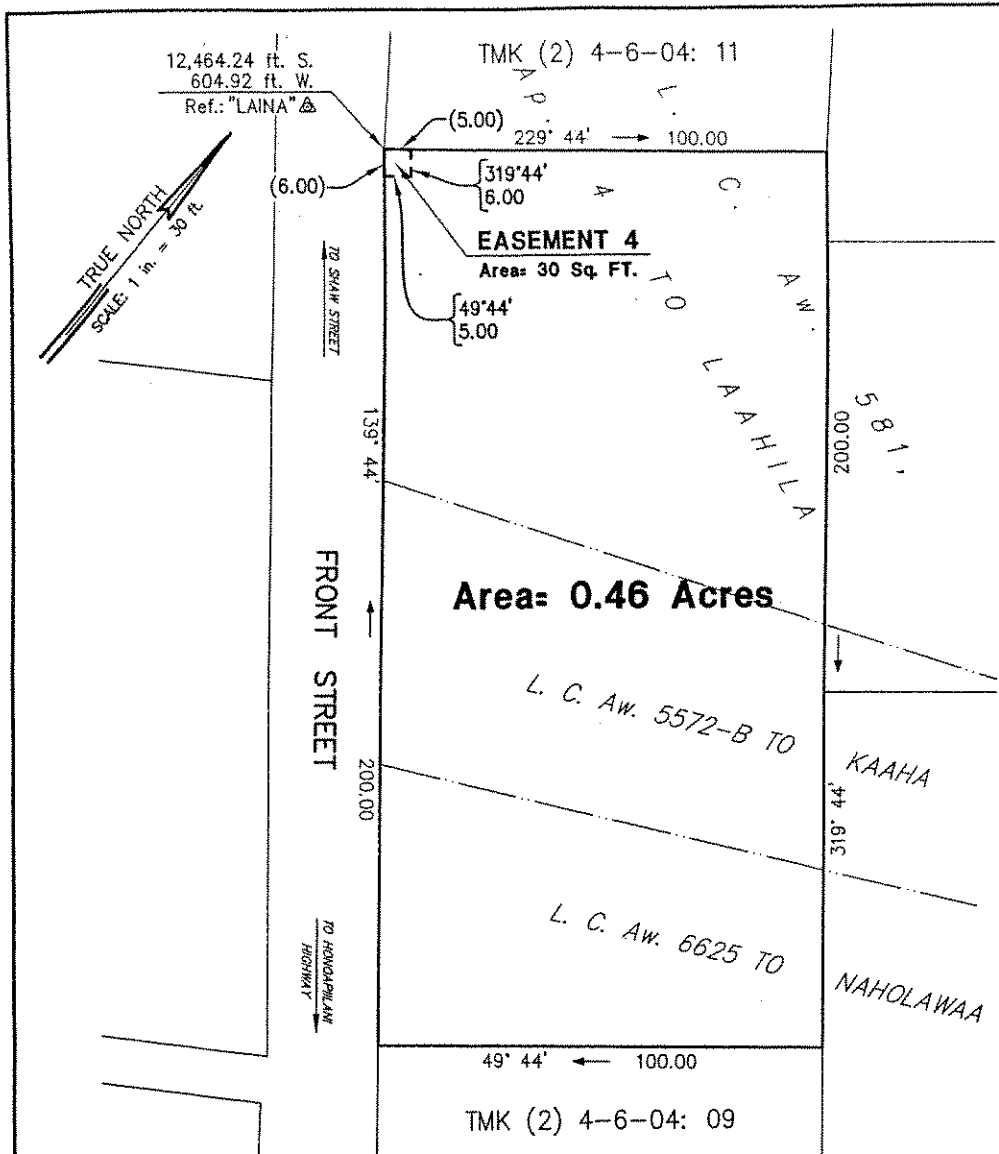 12,464.24 ft. S.
604.92 ft. W.
Ref.: "LAINA"
TMK (2) 4-6-04: 11
Ap. 1
L. C. Aw. 581,
A TO LAAHILA
(5.00)
229° 44' → 100.00
(6.00)
319°44'
6.00
EASEMENT 4
Area= 30 Sq. FT.
49°44'
5.00
TRUE NORTH
SCALE: 1 in. = 30 ft.
TO SHAW STREET
139° 44'
200.00
FRONT STREET
200.00
Area= 0.46 Acres
L. C. Aw. 5572-B TO KAAHA
319° 44'
L. C. Aw. 6625 TO NAHOLAWAA
TO HONOAPIILANI
HIGHWAY
49° 44' ← 100.00
TMK (2) 4-6-04: 09